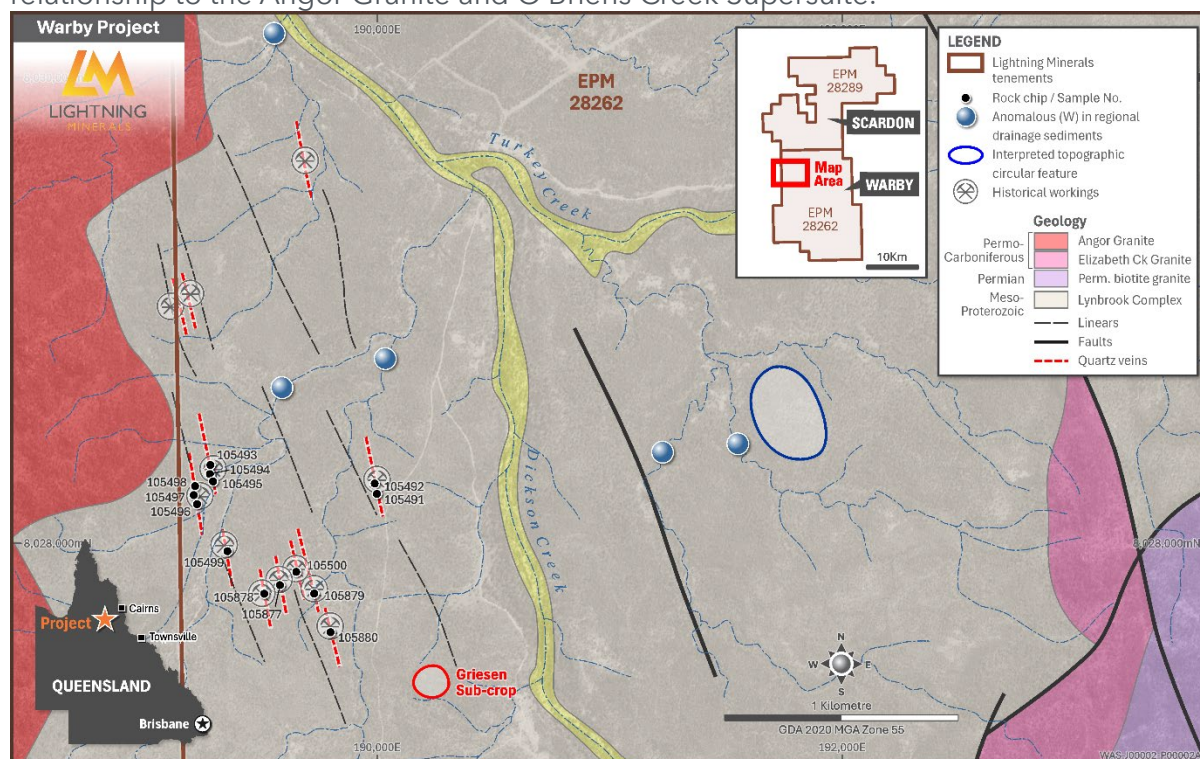 relationship to the Angor Granite and O'Briens Creek Supersuite.
Warby Project
LM
LIGHTNING
MINERALS
190,000E
EPM
28262
Turkey Creek
Dickson Creek
EPM
28289
SCARDON
Map
Area
WARBY
EPM
28262
10Km
LEGEND
Lightning Minerals
tenements
Rock chip / Sample No.
Anomalous (W) in regional
drainage sediments
Interpreted topographic
circular feature
Historical workings
Geology
Permo-
Carboniferous
Angor Granite
Elizabeth Ck Granite
Permian
Perm. biotite granite
Meso-
Proterozoic
Lynbrook Complex
Linears
Faults
Quartz veins
105493
105494
105495
105498
105497
105496
105492
105491
8,028,000mN
8,028,000mN
105499
105500
105878
105879
105877
105880
Griesen
Sub-crop
Project
Cairns
Townsville
QUEENSLAND
Brisbane
N
W
E
S
1 Kilometre
GDA 2020 MGA Zone 55
190,000E
192,000E
WAS-J00002-P00002A